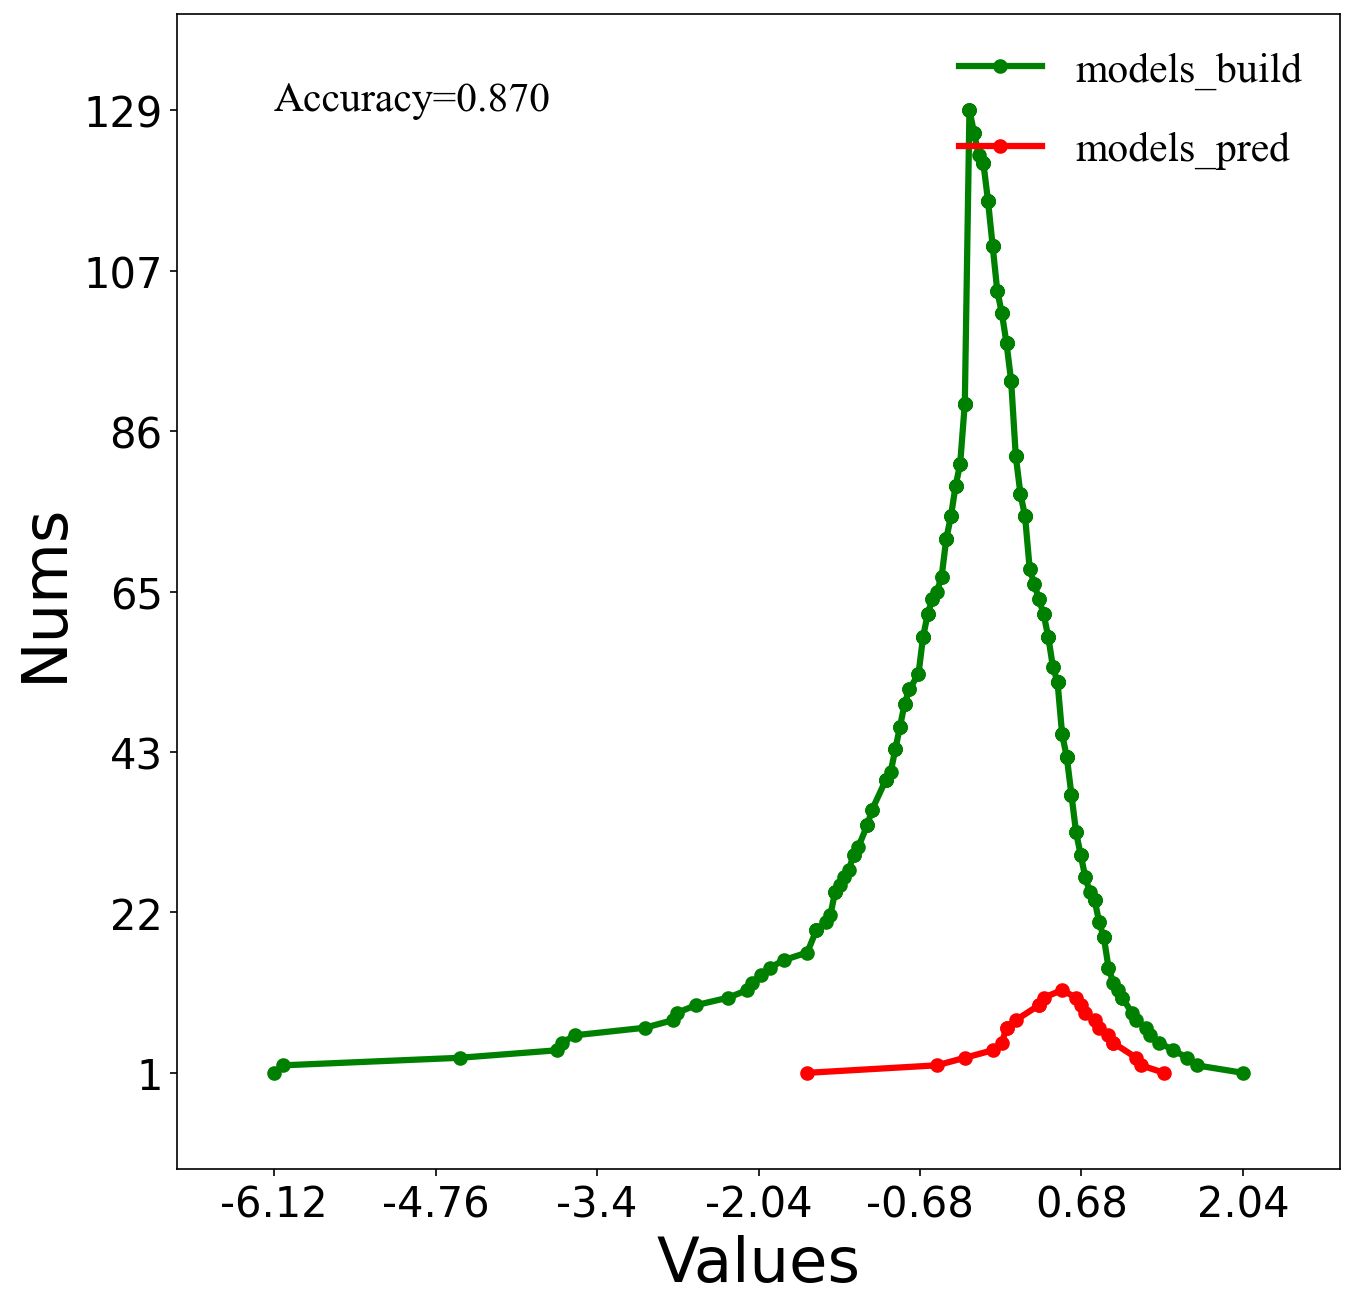 Accuracy=0.870
models_build
models_pred
129
107
86
65
43
22
1
Nums
-6.12 -4.76 -3.4 -2.04 -0.68 0.68 2.04
Values